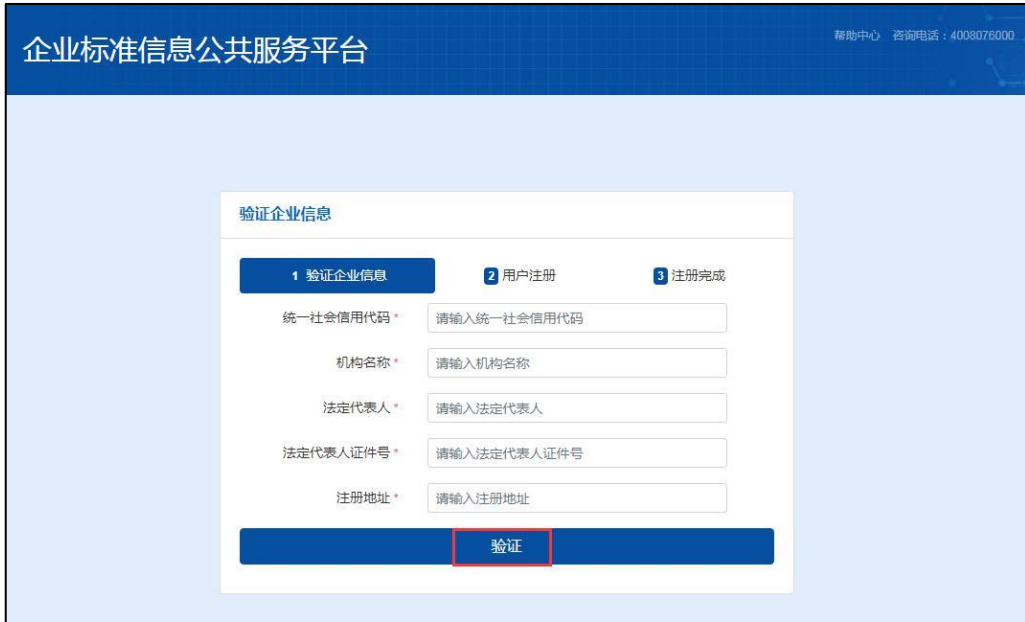 企业标准信息公共服务平台
帮助中心 咨询电话：4008076000
验证企业信息
1 验证企业信息 2 用户注册 3 注册完成
统一社会信用代码 * 请输入统一社会信用代码
机构名称 * 请输入机构名称
法定代表人 * 请输入法定代表人
法定代表人证件号 * 请输入法定代表人证件号
注册地址 * 请输入注册地址
验证